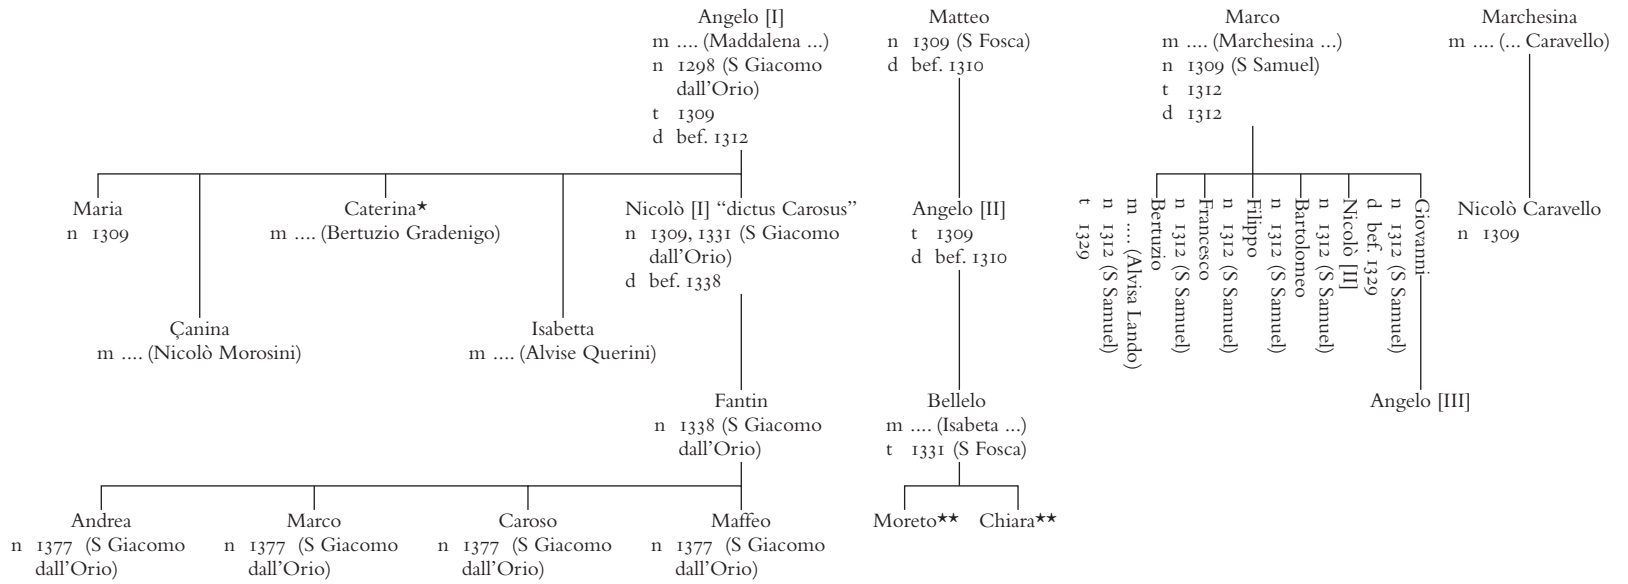 Angelo [I]
m .... (Maddalena ...)
n 1298 (S Giacomo
dall'Orio)
t 1309
d bef. 1312
Matteo
n 1309 (S Fosca)
d bef. 1310
Marco
m .... (Marchesina ...)
n 1309 (S Samuel)
t 1312
d 1312
Marchesina
m .... (... Caravello)
Maria
n 1309
Çanina
m .... (Nicolò Morosini)
Caterina★
m .... (Bertuzio Gradenigo)
Isabetta
m .... (Alvise Querini)
Nicolò [I] “dictus Carosus”
n 1309, 1331 (S Giacomo
dall'Orio)
d bef. 1338
Angelo [II]
t 1309
d bef. 1310
Bertuzio
m .... (Alvisa Lando)
n 1312 (S Samuel)
t 1329
Francesco
n 1312 (S Samuel)
Filippo
n 1312 (S Samuel)
Bartolomeo
n 1312 (S Samuel)
Nicolò [II]
n 1312 (S Samuel)
Giovanni
n 1312 (S Samuel)
d bef. 1329
Nicolò Caravello
n 1309
Fantin
n 1338 (S Giacomo
dall'Orio)
Bellelo
m .... (Isabeta ...)
t 1331 (S Fosca)
Angelo [III]
Andrea
n 1377 (S Giacomo
dall'Orio)
Marco
n 1377 (S Giacomo
dall'Orio)
Caroso
n 1377 (S Giacomo
dall'Orio)
Maffeo
n 1377 (S Giacomo
dall'Orio)
Moreto★★
Chiara★★